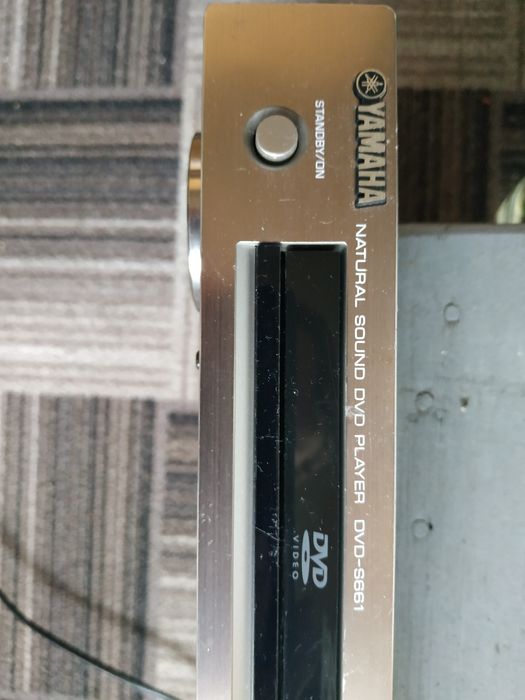 YAMAHA
NATURAL SOUND DVD PLAYER DVD-S661
STANDBY/ON
DVD
VIDEO